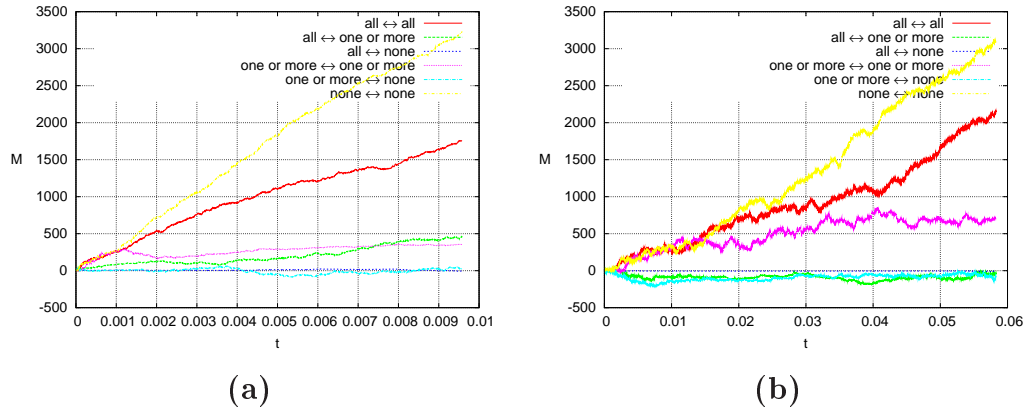 3500
3000
2500
2000
1500
1000
500
0
-500
M
0 0.001 0.002 0.003 0.004 0.005 0.006 0.007 0.008 0.009 0.01
t
all ↔ all
all ↔ one or more
all ↔ none
one or more ↔ one or more
one or more ↔ none
none ↔ none
(a)
3500
3000
2500
2000
1500
1000
500
0
-500
M
0 0.01 0.02 0.03 0.04 0.05 0.06
t
all ↔ all
all ↔ one or more
all ↔ none
one or more ↔ one or more
one or more ↔ none
none ↔ none
(b)